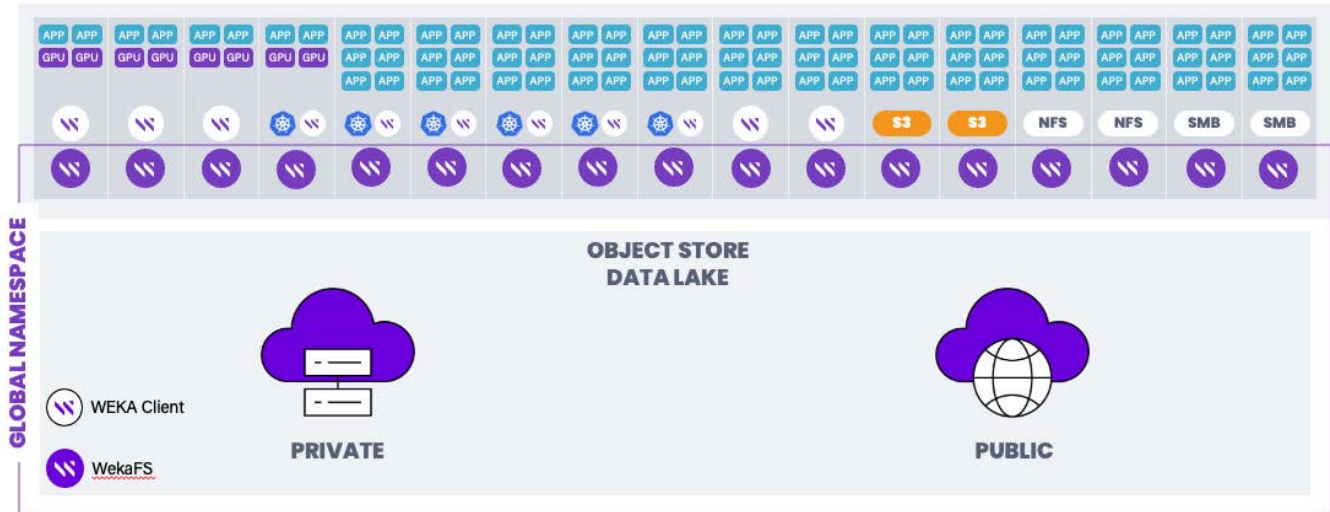 APP APP APP APP APP APP APP APP APP APP APP APP APP APP APP APP APP APP APP APP APP APP APP APP APP APP APP APP APP APP APP APP APP APP
GPU GPU GPU GPU GPU GPU GPU GPU APP APP APP APP APP APP APP APP APP APP APP APP APP APP APP APP APP APP APP APP APP APP APP APP APP APP
APP APP APP APP APP APP APP APP APP APP APP APP APP APP APP APP APP APP APP APP APP APP APP APP APP APP
S3 S3 NFS NFS SMB SMB
GLOBAL NAMESPACE
OBJECT STORE
DATA LAKE
WEKA Client
WekaFS
PRIVATE
PUBLIC